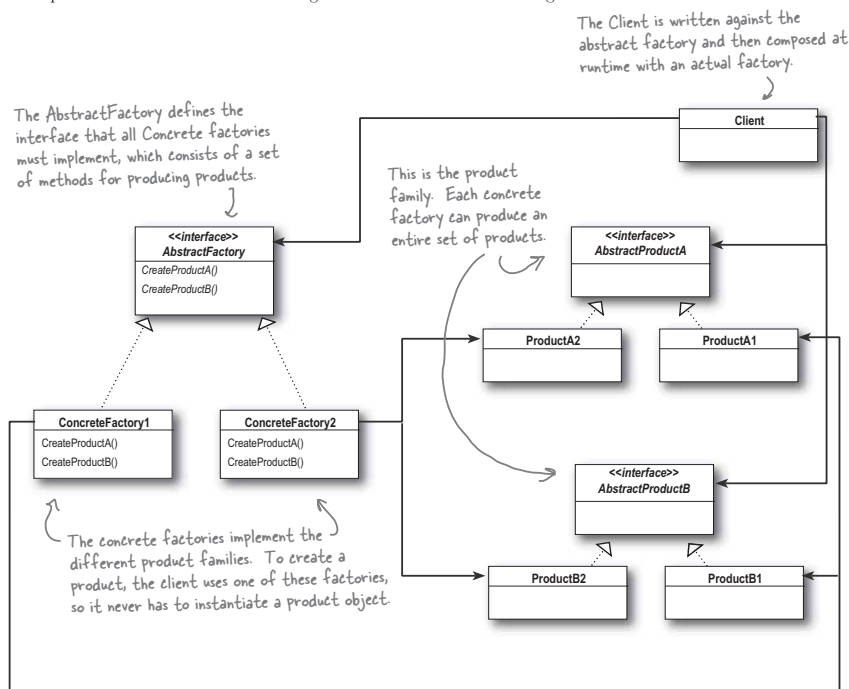 The Client is written against the
abstract factory and then composed at
runtime with an actual factory.
Client
The AbstractFactory defines the
interface that all Concrete factories
must implement, which consists of a set
of methods for producing products.
This is the product
family. Each concrete
factory can produce an
entire set of products.
<<interface>>
AbstractFactory
CreateProductA()
CreateProductB()
<<interface>>
AbstractProductA
ProductA2
ProductA1
ConcreteFactory1
CreateProductA()
CreateProductB()
ConcreteFactory2
CreateProductA()
CreateProductB()
<<interface>>
AbstractProductB
The concrete factories implement the
different product families. To create a
product, the client uses one of these factories,
so it never has to instantiate a product object.
ProductB2
ProductB1